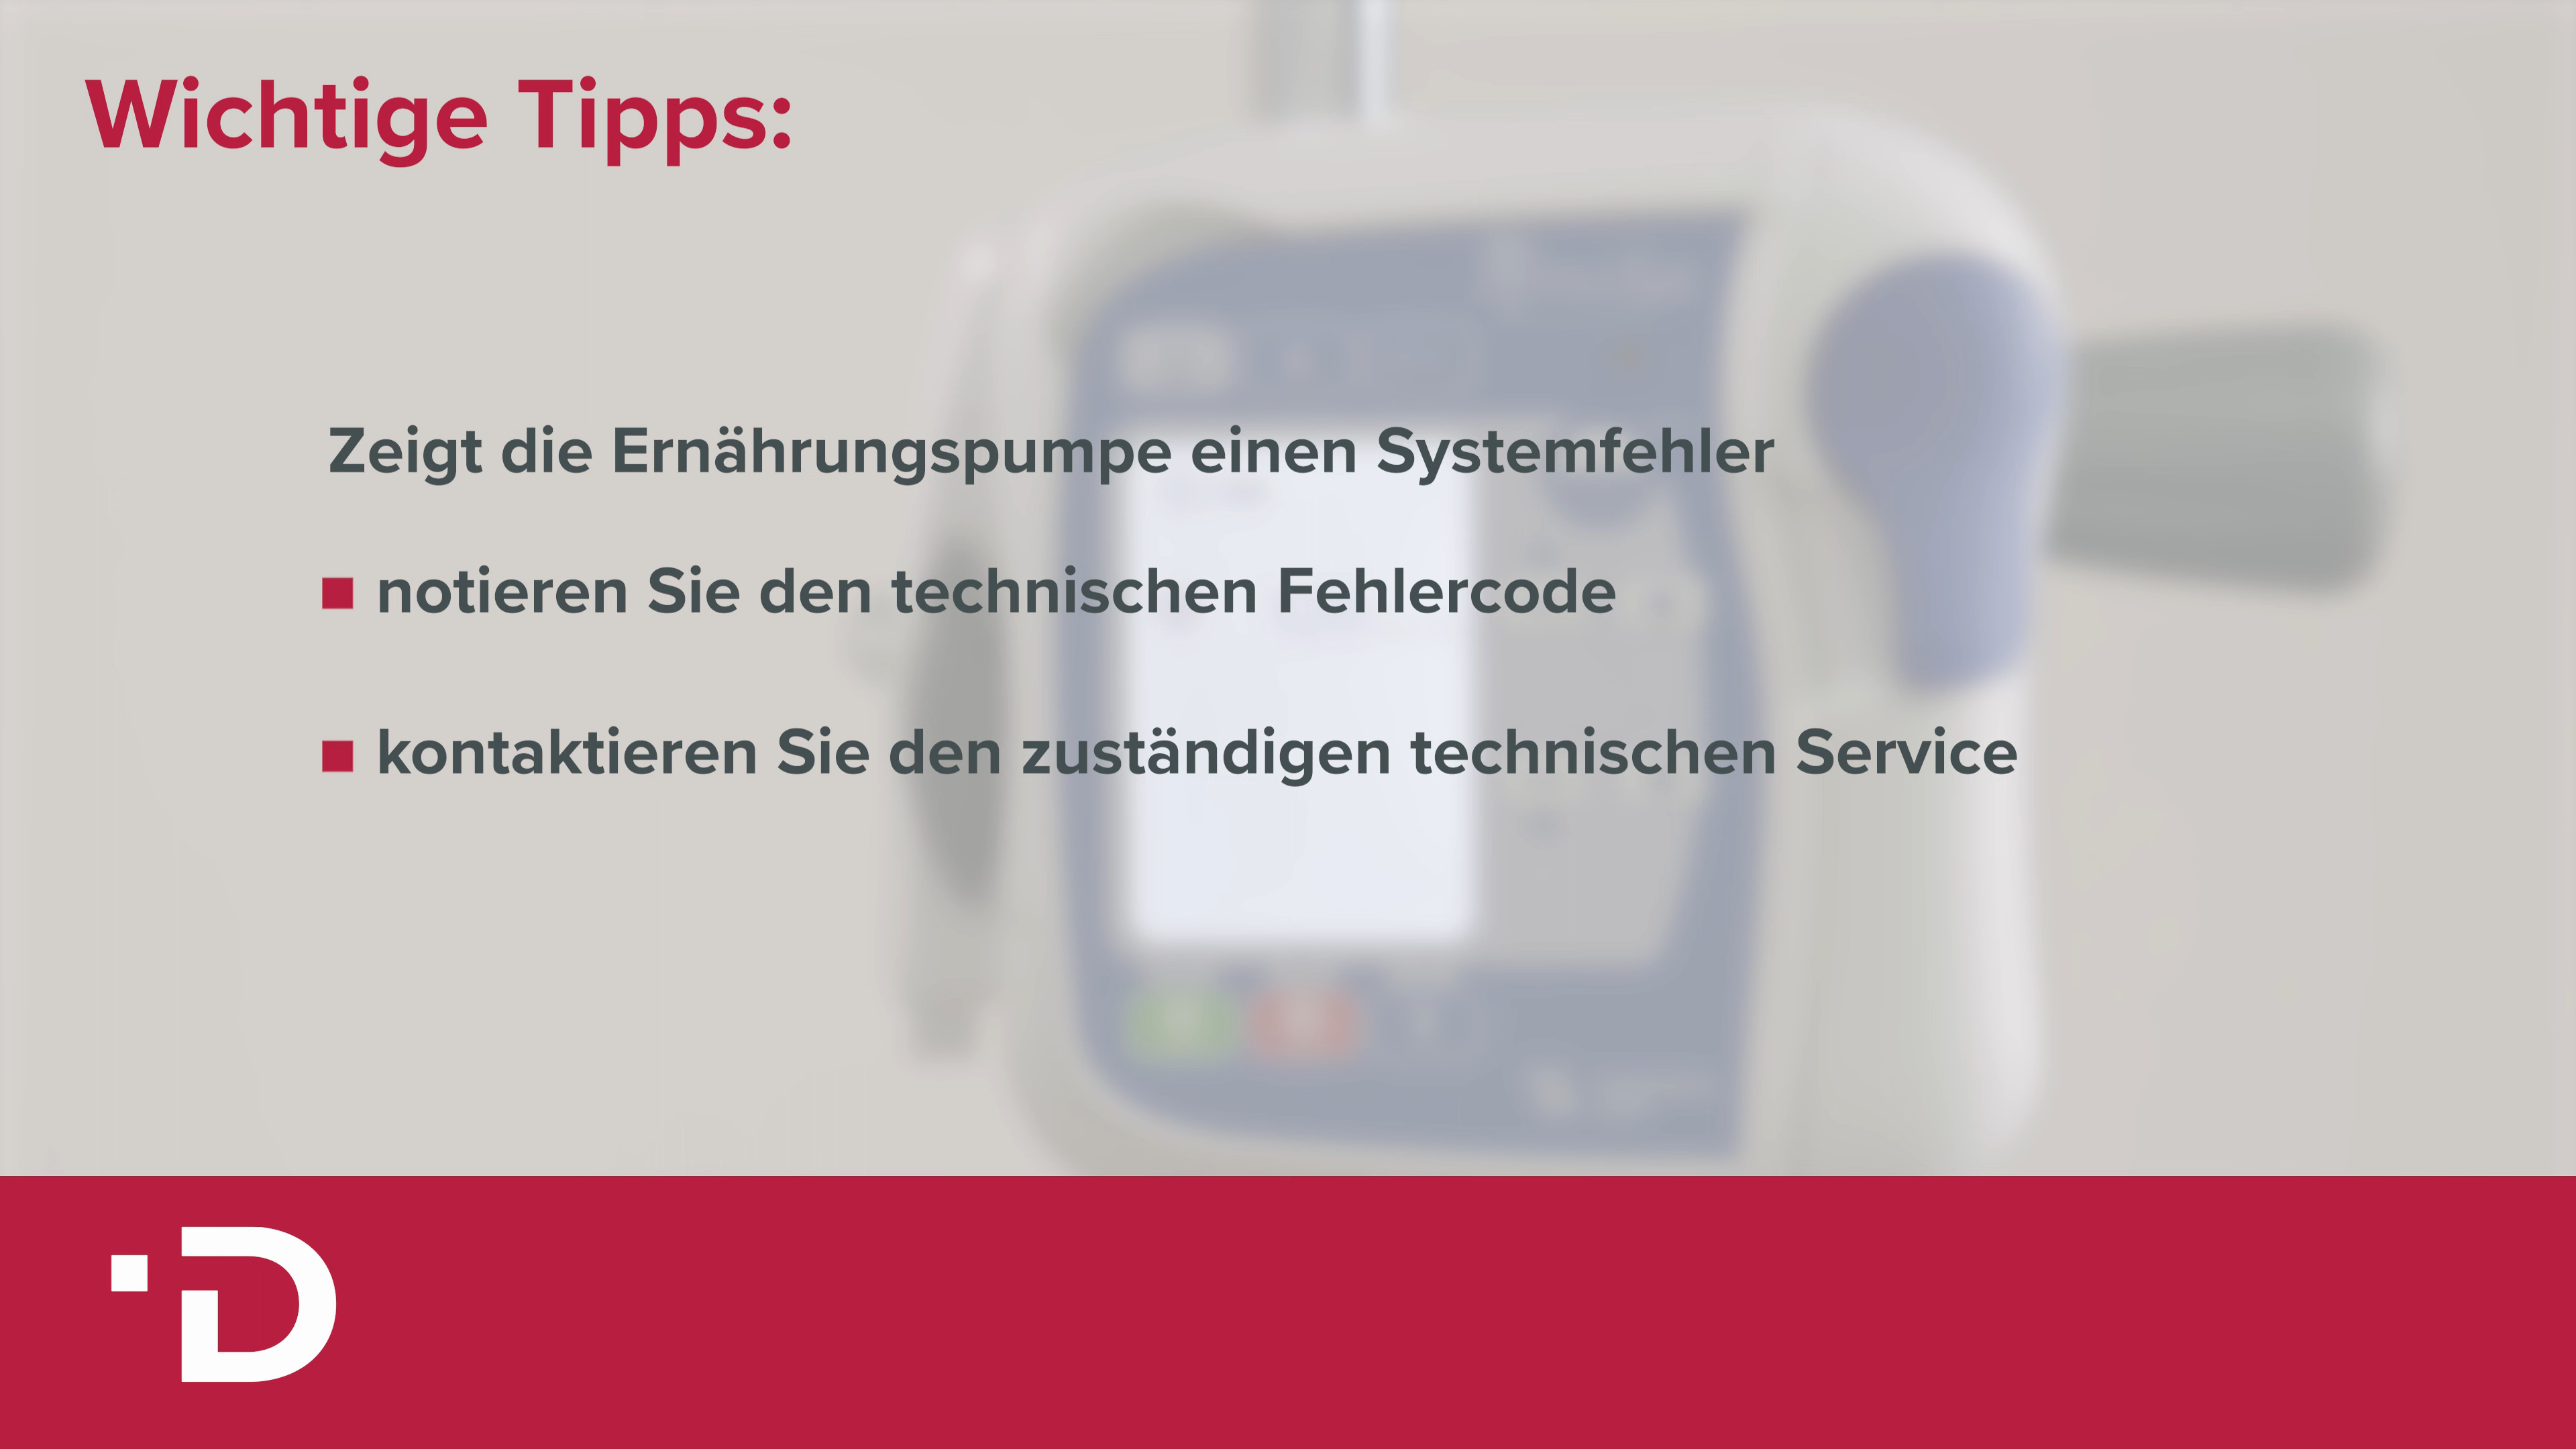 Wichtige Tipps:
Zeigt die Ernährungspumpe einen Systemfehler
notieren Sie den technischen Fehlercode
kontaktieren Sie den zuständigen technischen Service
D